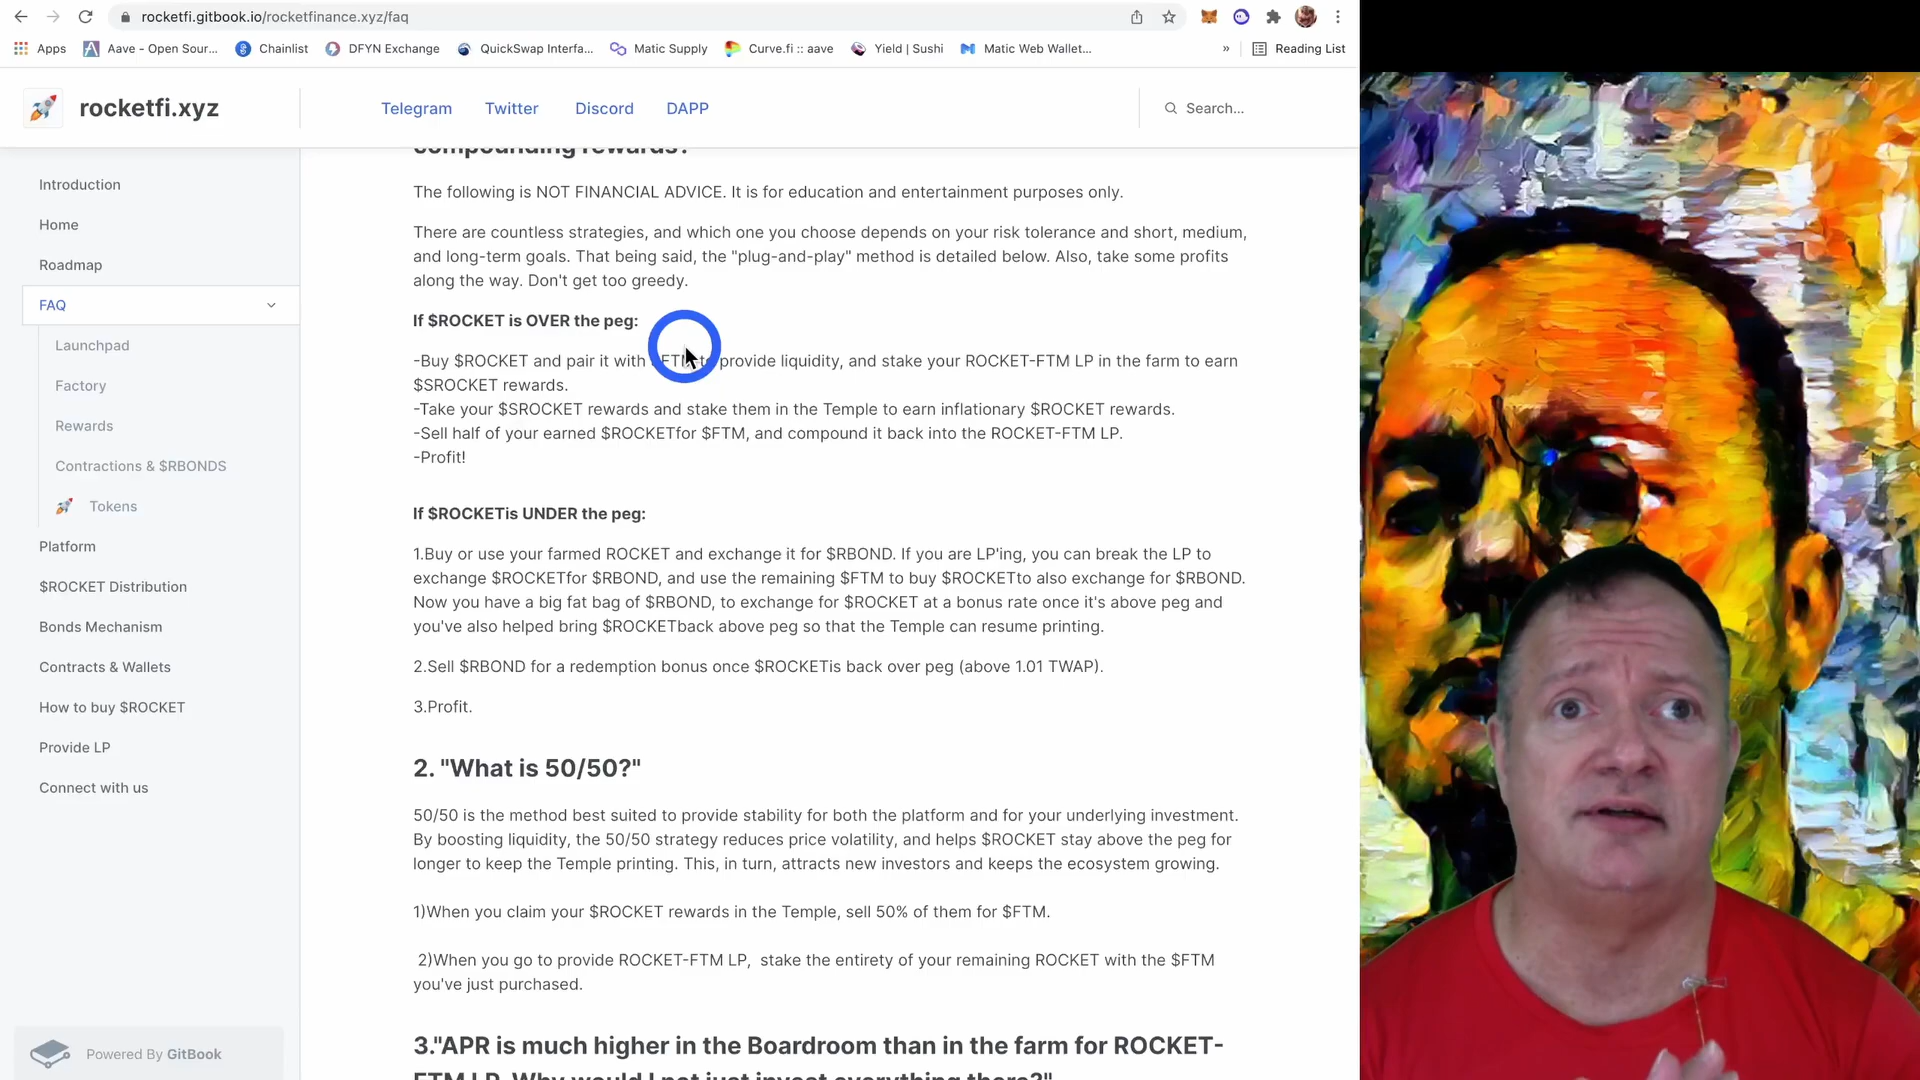 rocketfi.gitbook.io/rocketfinance.xyz/faq
Apps Aave - Open Sour... Chainlist DFYN Exchange QuickSwap Interfa... Matic Supply Curve.fi :: aave Yield | Sushi Matic Web Wallet... » Reading List
rocketfi.xyz Telegram Twitter Discord DAPP Search...
Introduction
Home
Roadmap
FAQ
Launchpad
Factory
Rewards
Contractions & $RBONDS
Tokens
Platform
$ROCKET Distribution
Bonds Mechanism
Contracts & Wallets
How to buy $ROCKET
Provide LP
Connect with us
Powered By GitBook
compounding rewards?
The following is NOT FINANCIAL ADVICE. It is for education and entertainment purposes only.
There are countless strategies, and which one you choose depends on your risk tolerance and short, medium,
and long-term goals. That being said, the "plug-and-play" method is detailed below. Also, take some profits
along the way. Don't get too greedy.
If $ROCKET is OVER the peg:
-Buy $ROCKET and pair it with $FTM to provide liquidity, and stake your ROCKET-FTM LP in the farm to earn
$SROCKET rewards.
-Take your $SROCKET rewards and stake them in the Temple to earn inflationary $ROCKET rewards.
-Sell half of your earned $ROCKETfor $FTM, and compound it back into the ROCKET-FTM LP.
-Profit!
If $ROCKETis UNDER the peg:
1.Buy or use your farmed ROCKET and exchange it for $RBOND. If you are LP'ing, you can break the LP to
exchange $ROCKETfor $RBOND, and use the remaining $FTM to buy $ROCKETto also exchange for $RBOND.
Now you have a big fat bag of $RBOND, to exchange for $ROCKET at a bonus rate once it's above peg and
you've also helped bring $ROCKETback above peg so that the Temple can resume printing.
2.Sell $RBOND for a redemption bonus once $ROCKETis back over peg (above 1.01 TWAP).
3.Profit.
2. "What is 50/50?"
50/50 is the method best suited to provide stability for both the platform and for your underlying investment.
By boosting liquidity, the 50/50 strategy reduces price volatility, and helps $ROCKET stay above the peg for
longer to keep the Temple printing. This, in turn, attracts new investors and keeps the ecosystem growing.
1)When you claim your $ROCKET rewards in the Temple, sell 50% of them for $FTM.
2)When you go to provide ROCKET-FTM LP, stake the entirety of your remaining ROCKET with the $FTM
you've just purchased.
3."APR is much higher in the Boardroom than in the farm for ROCKET-
FTM LP. Why would I not just invest everything there?"